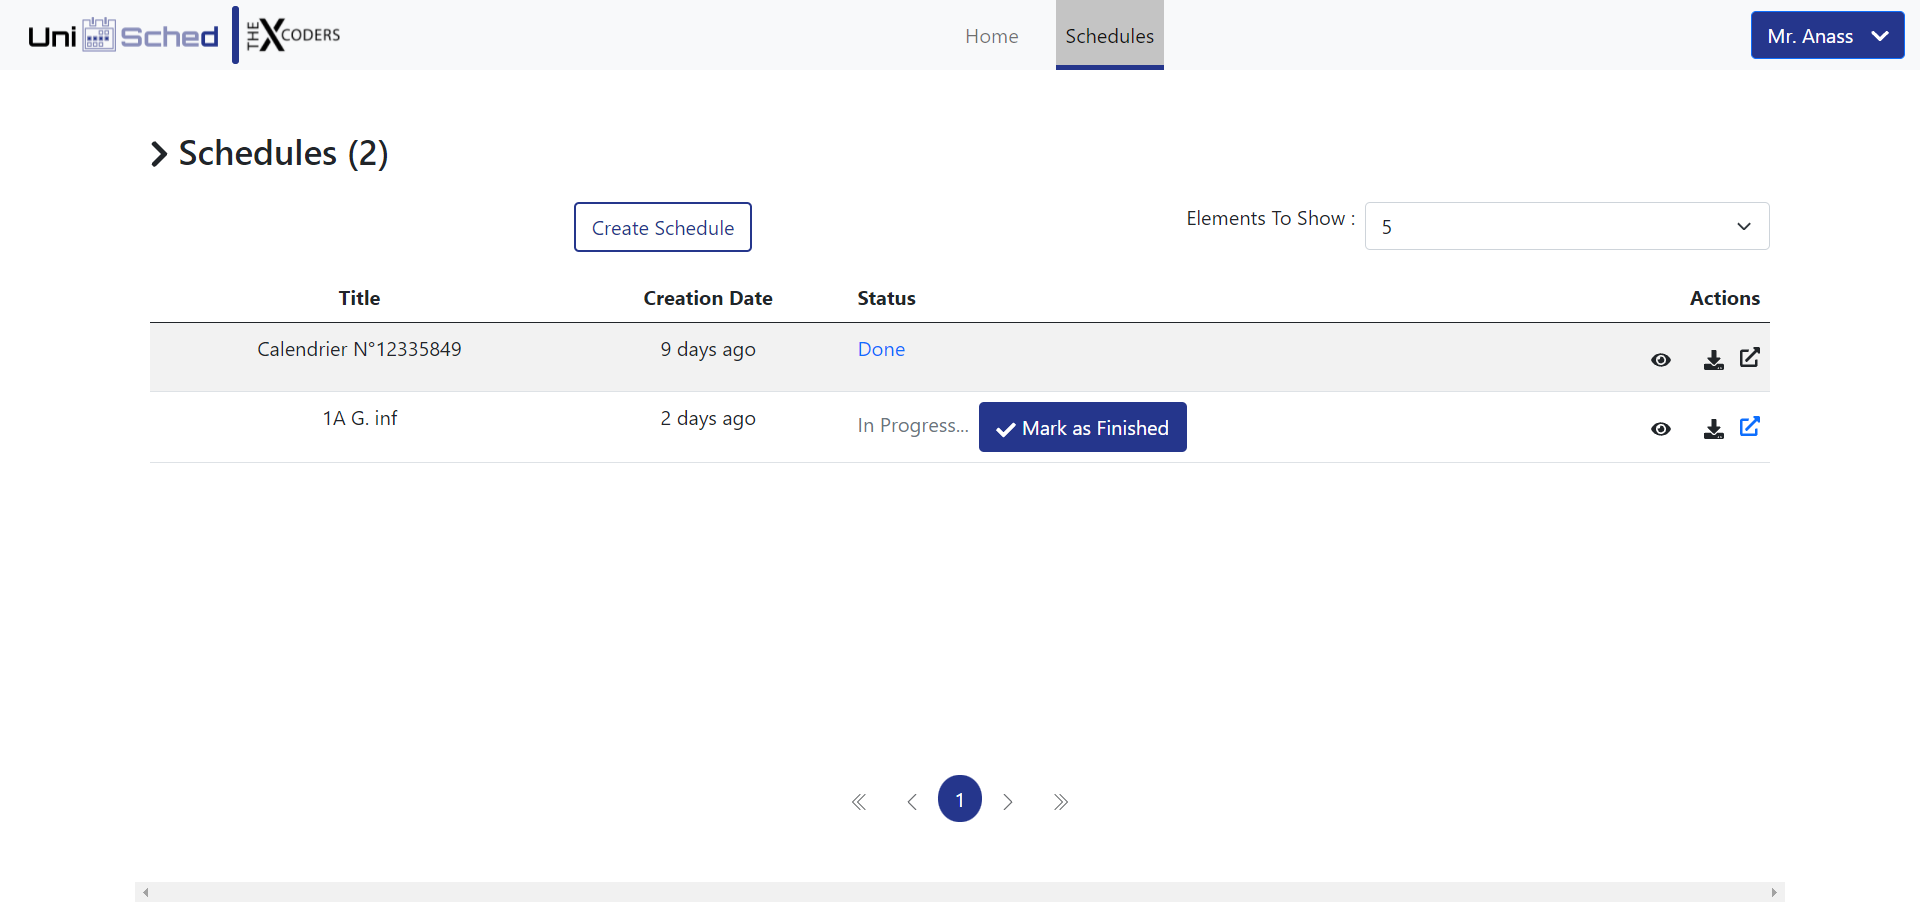 Uni Sched THE XCODERS Home Schedules Mr. Anass
Schedules (2)
Create Schedule Elements To Show : 5
Title Creation Date Status Actions
Calendrier N°12335849 9 days ago Done
1A G. inf 2 days ago In Progress... Mark as Finished
1